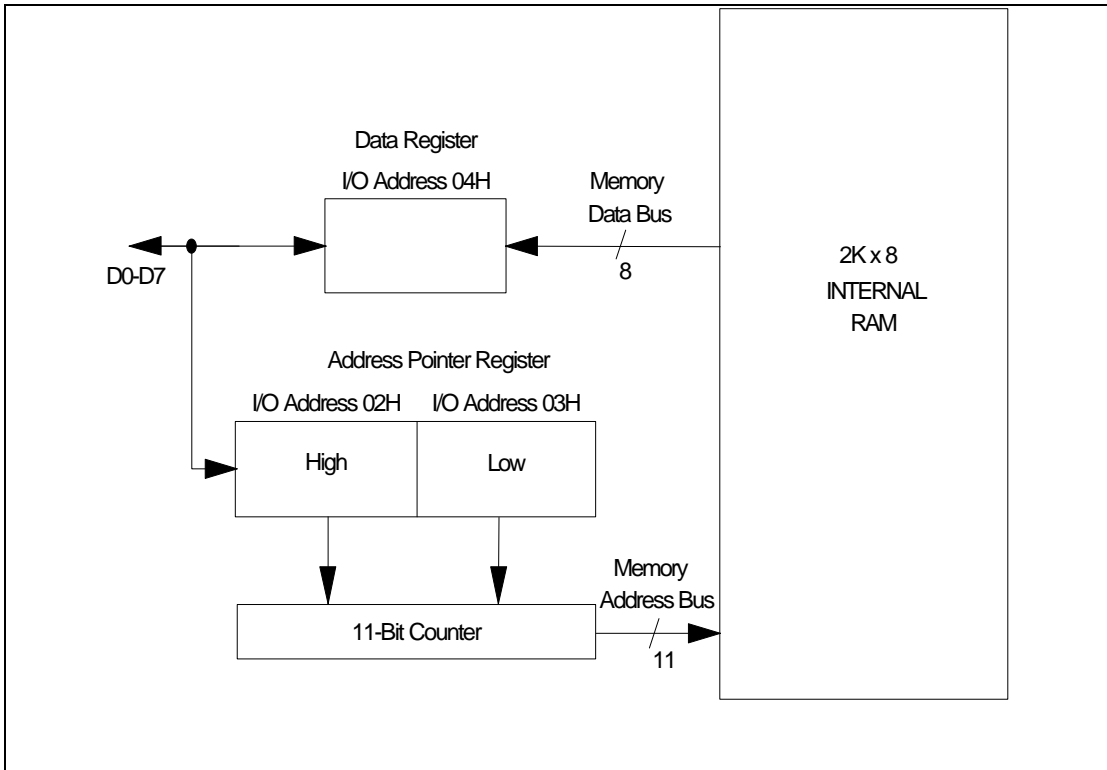 Data Register
I/O Address 04H
Memory
Data Bus
8
D0-D7
2K x 8
INTERNAL
RAM
Address Pointer Register
I/O Address 02H
I/O Address 03H
High
Low
Memory
Address Bus
11
11-Bit Counter